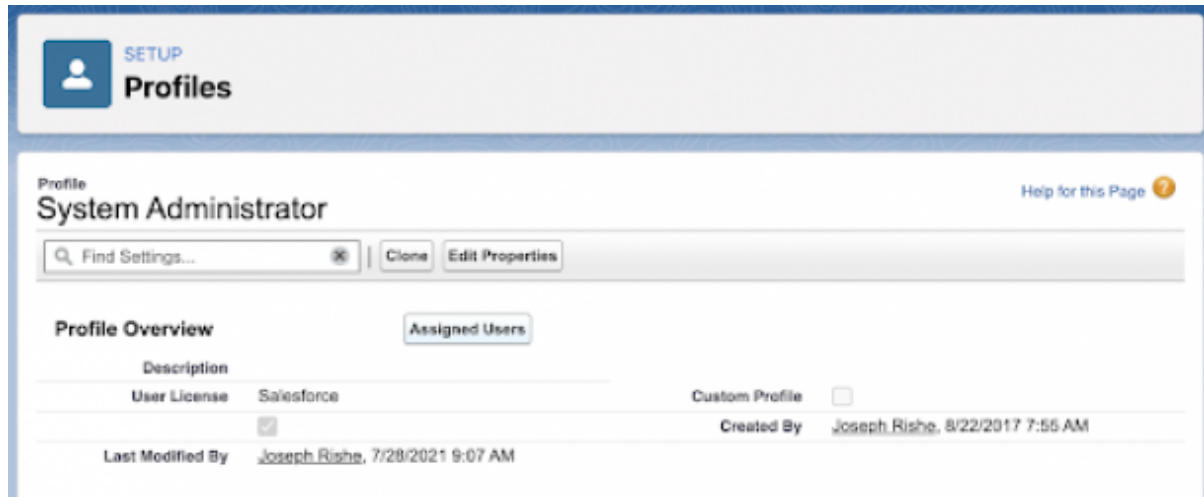 SETUP
Profiles
Profile
System Administrator
Help for this Page ?
Find Settings... | Clone Edit Properties
Profile Overview Assigned Users
Description
User License Salesforce Custom Profile
Created By Joseph Rishe, 8/22/2017 7:55 AM
Last Modified By Joseph Rishe, 7/28/2021 9:07 AM